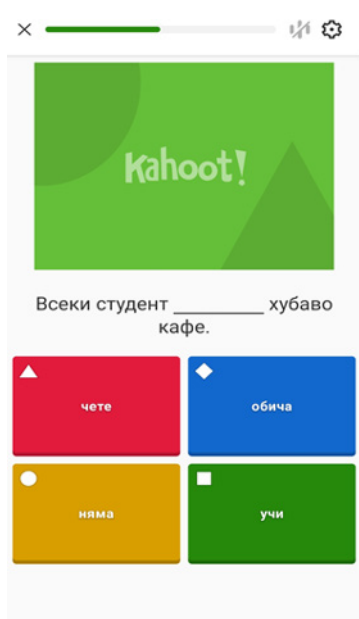 Kahoot!
Всеки студент _________ хубаво
кафе.
чете
обича
няма
учи